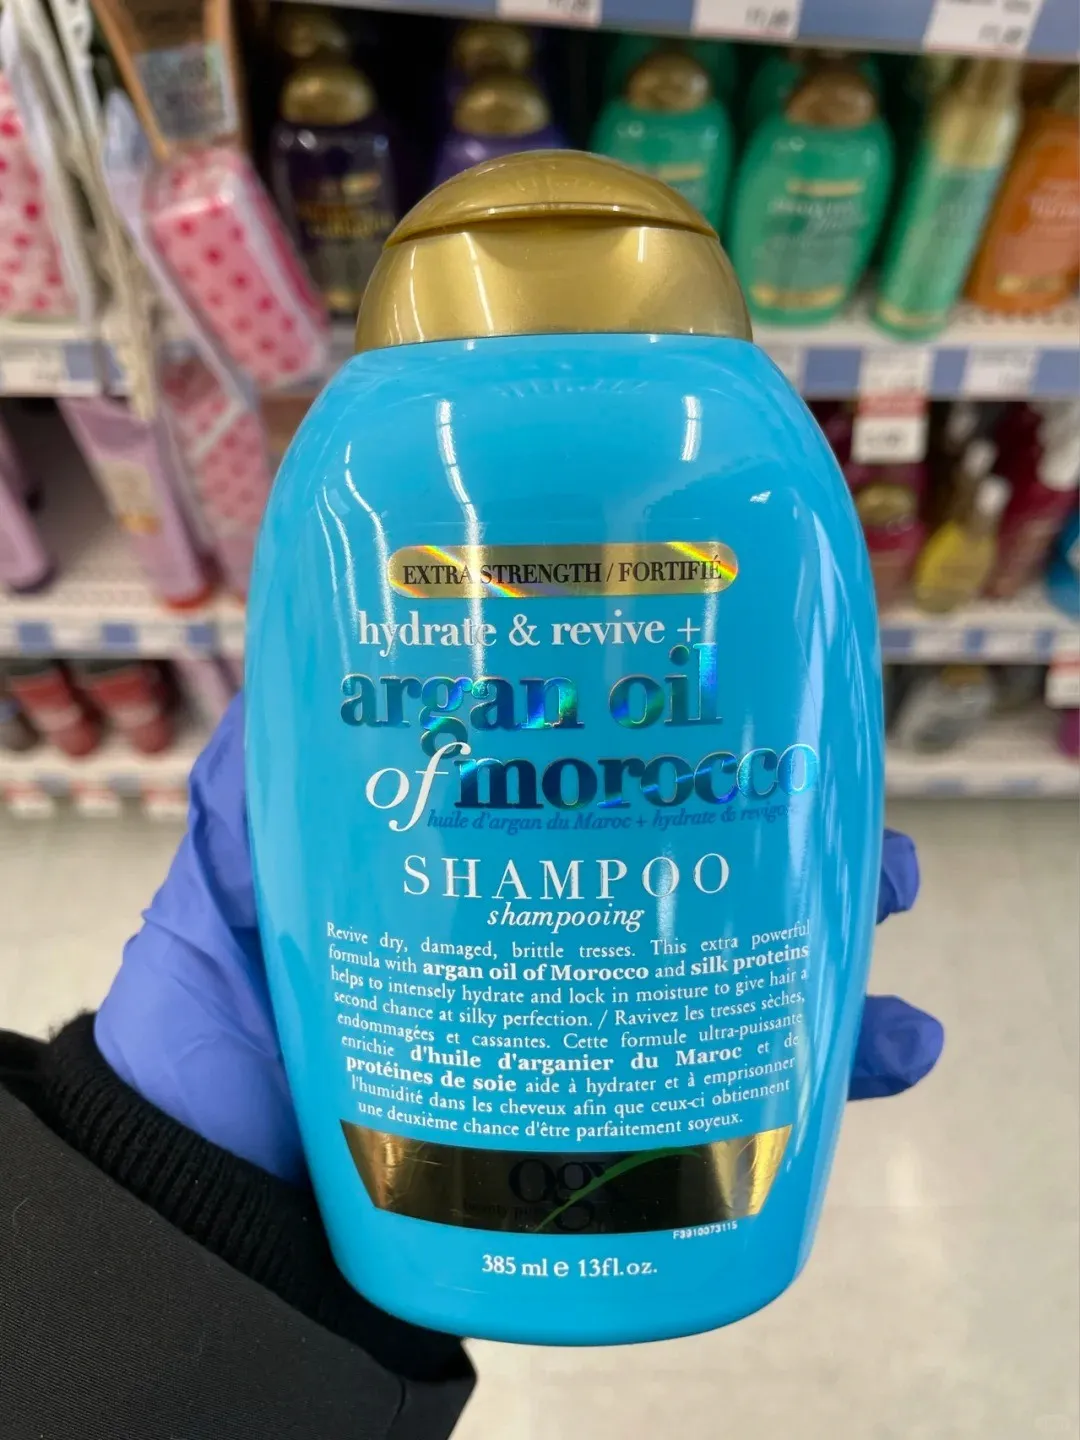 EXTRA STRENGTH / FORTIFIÉ
hydrate & revive +
argan oil
of morocco
huile d'argan du Maroc + hydrate &
SHAMPOO
shampooing
Revive dry, damaged, brittle tresses. This extra powerful
formula with argan oil of Morocco and silk proteins
helps to intensely hydrate and lock in moisture to give hair a
second chance at silky perfection. / Ravivez les tresses sèches,
endommagées et cassantes. Cette formule ultra-puissante
enrichie d'huile d'arganier du Maroc et de
protéines de soie aide à hydrater et à emprisonner
l'humidité dans les cheveux afin que ceux-ci obtiennent
une deuxième chance d'être parfaitement soyeux.
ogx
F3910073115
385 ml e 13fl.oz.